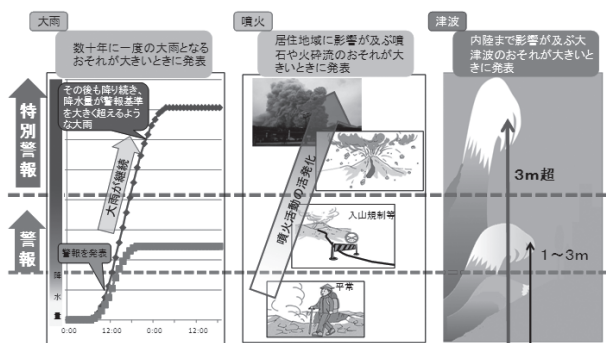 大雨
数十年に一度の大雨となる
おそれが大きいときに発表
噴火
居住地域に影響が及ぶ噴
石や火砕流のおそれが大
きいときに発表
津波
内陸まで影響が及ぶ大
津波のおそれが大きいと
きに発表
特別警報
警報
その後も降り続き、
降水量が警報基準
を大きく超えるよう
な大雨
大雨が継続
警報を発表
降水量
0:00
12:00
0:00
12:00
噴火活動の活発化
入山規制等
平常
3m超
1～3m